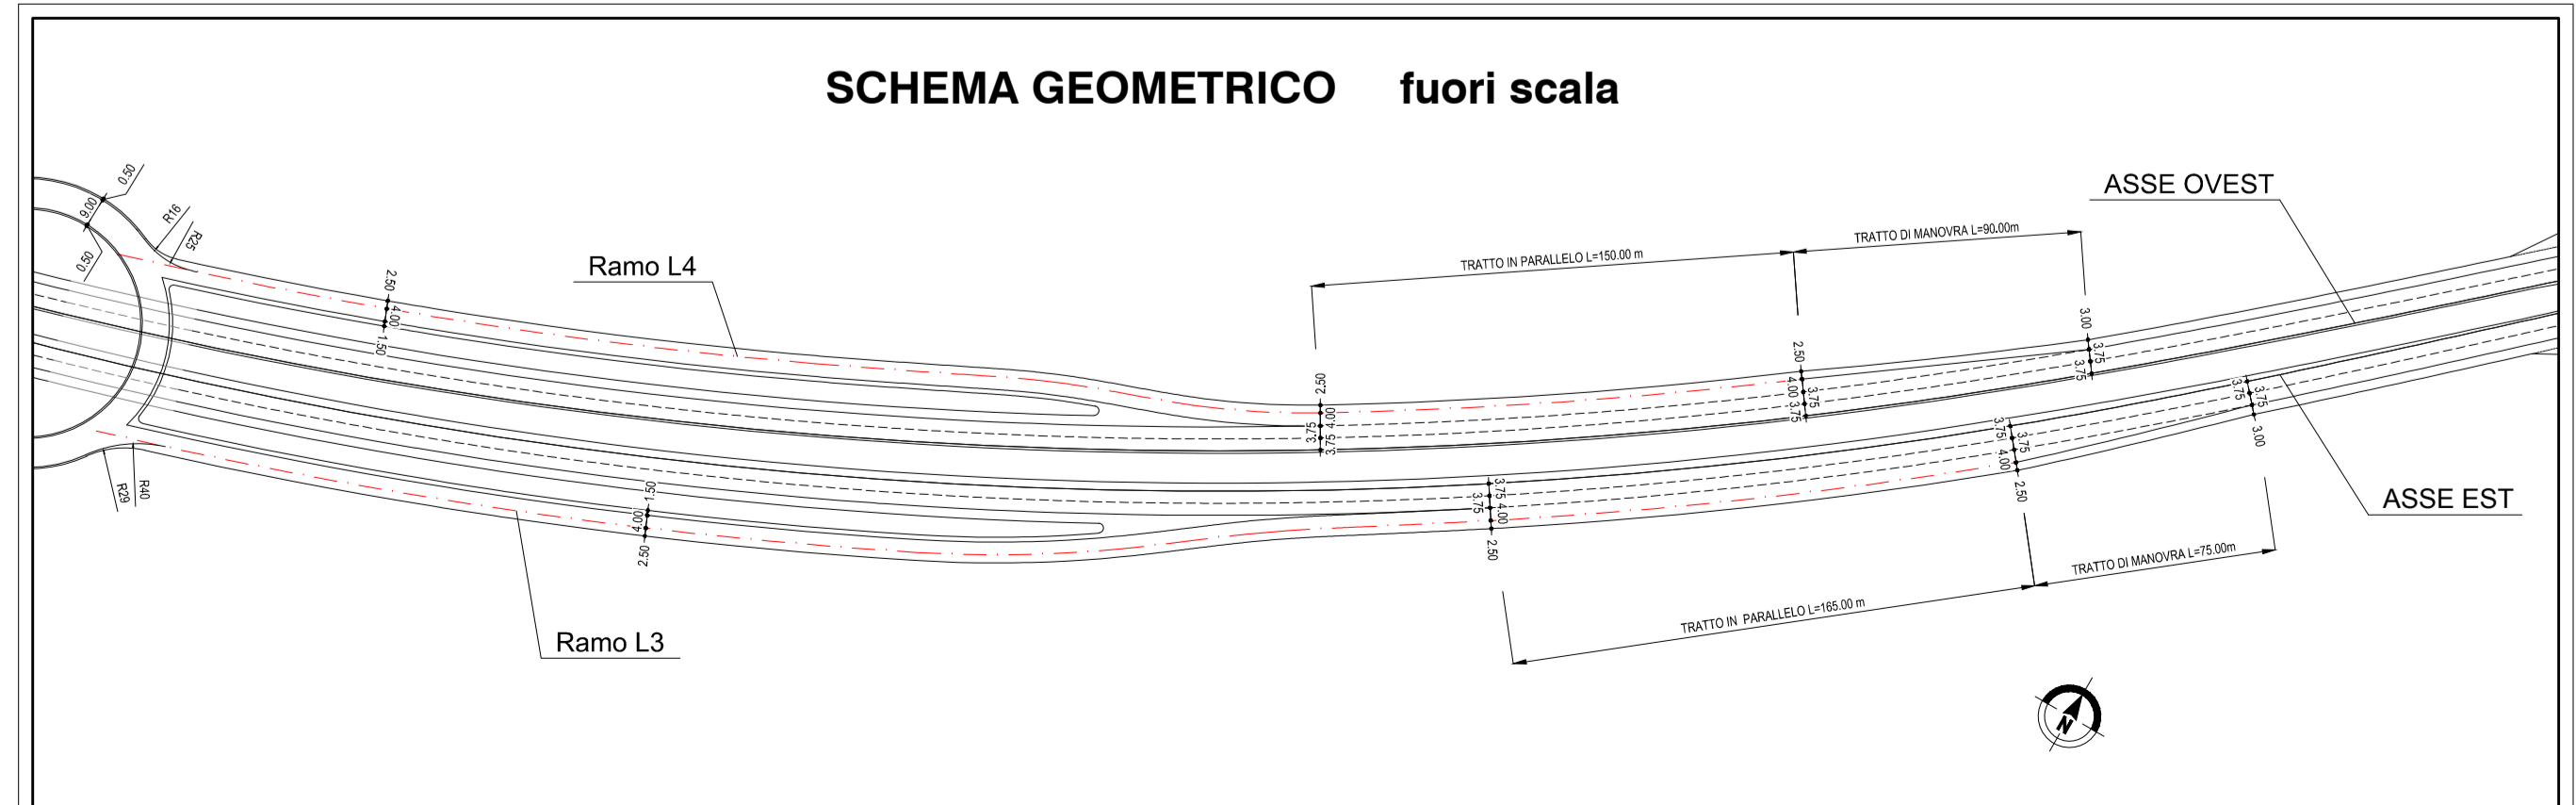 SCHEMA GEOMETRICO fuori scala
0.50
9.00
0.50
R16
R25
Ramo L4
2.50
4.00
1.50
TRATTO IN PARALLELO L=150.00 m
TRATTO DI MANOVRA L=90.00m
ASSE OVEST
2.50
4.00
3.75
3.75
2.50
4.00
3.75
3.75
3.00
3.75
3.75
R29
R40
1.50
4.00
2.50
Ramo L3
3.75
3.75
4.00
2.50
3.75
3.75
4.00
2.50
3.75
3.75
3.00
ASSE EST
TRATTO IN PARALLELO L=165.00 m
TRATTO DI MANOVRA L=75.00m
N